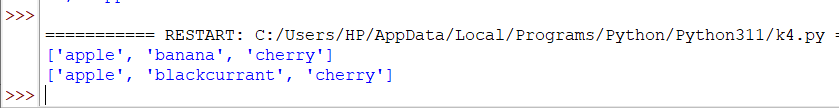 >>>
=========== RESTART: C:/Users/HP/AppData/Local/Programs/Python/Python311/k4.py =
['apple', 'banana', 'cherry']
['apple', 'blackcurrant', 'cherry']
>>>